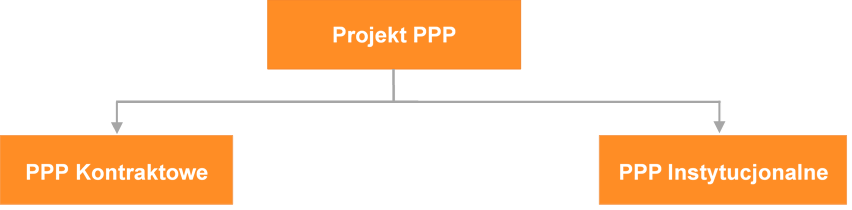 Projekt PPP
PPP Kontraktowe
PPP Instytucjonalne